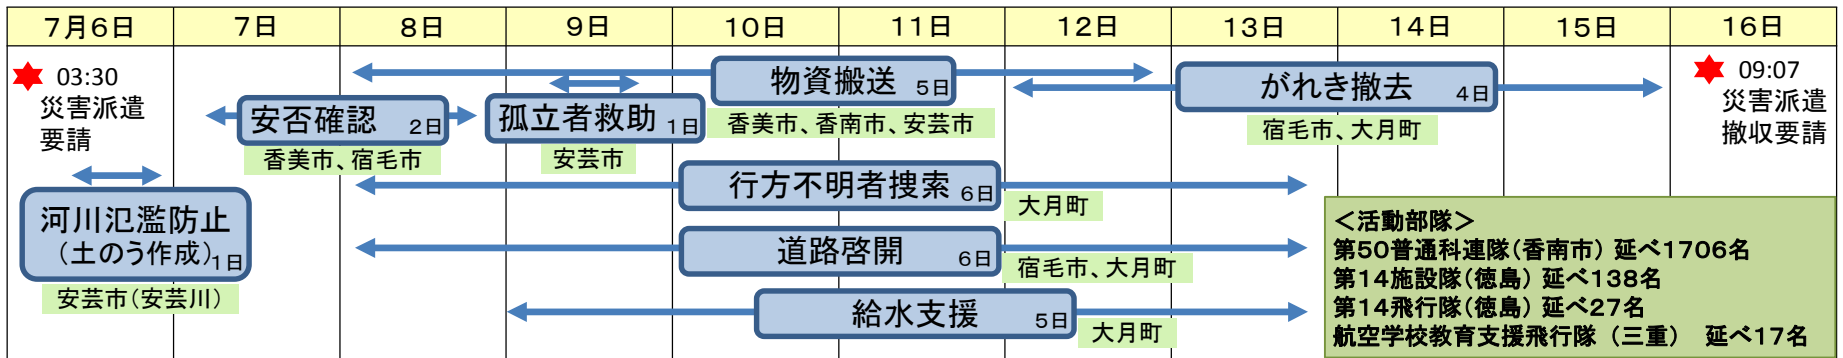 7月6日 7日 8日 9日 10日 11日 12日 13日 14日 15日 16日
03:30
災害派遣
要請
安否確認 2日
香美市、宿毛市
孤立者救助 1日
安芸市
物資搬送 5日
香美市、香南市、安芸市
がれき撤去 4日
宿毛市、大月町
09:07
災害派遣
撤収要請
河川氾濫防止
(土のう作成) 1日
安芸市(安芸川)
行方不明者捜索 6日
大月町
道路啓開 6日
宿毛市、大月町
給水支援 5日
大月町
<活動部隊>
第50普通科連隊(香南市) 延べ1706名
第14施設隊(徳島) 延べ138名
第14飛行隊(徳島) 延べ27名
航空学校教育支援飛行隊(三重) 延べ17名